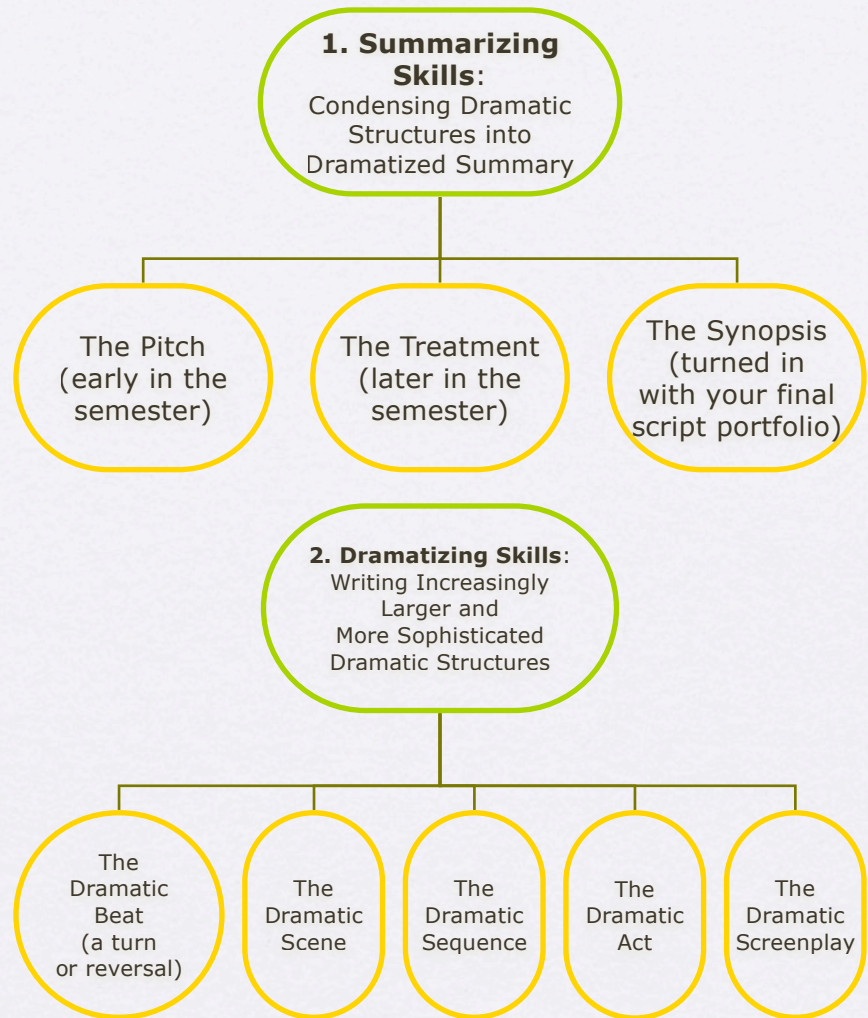 1. Summarizing
Skills:
Condensing Dramatic
Structures into
Dramatized Summary
The Pitch
(early in the
semester)
The Treatment
(later in the
semester)
The Synopsis
(turned in
with your final
script portfolio)
2. Dramatizing Skills:
Writing Increasingly
Larger and
More Sophisticated
Dramatic Structures
The
Dramatic
Beat
(a turn
or reversal)
The
Dramatic
Scene
The
Dramatic
Sequence
The
Dramatic
Act
The
Dramatic
Screenplay